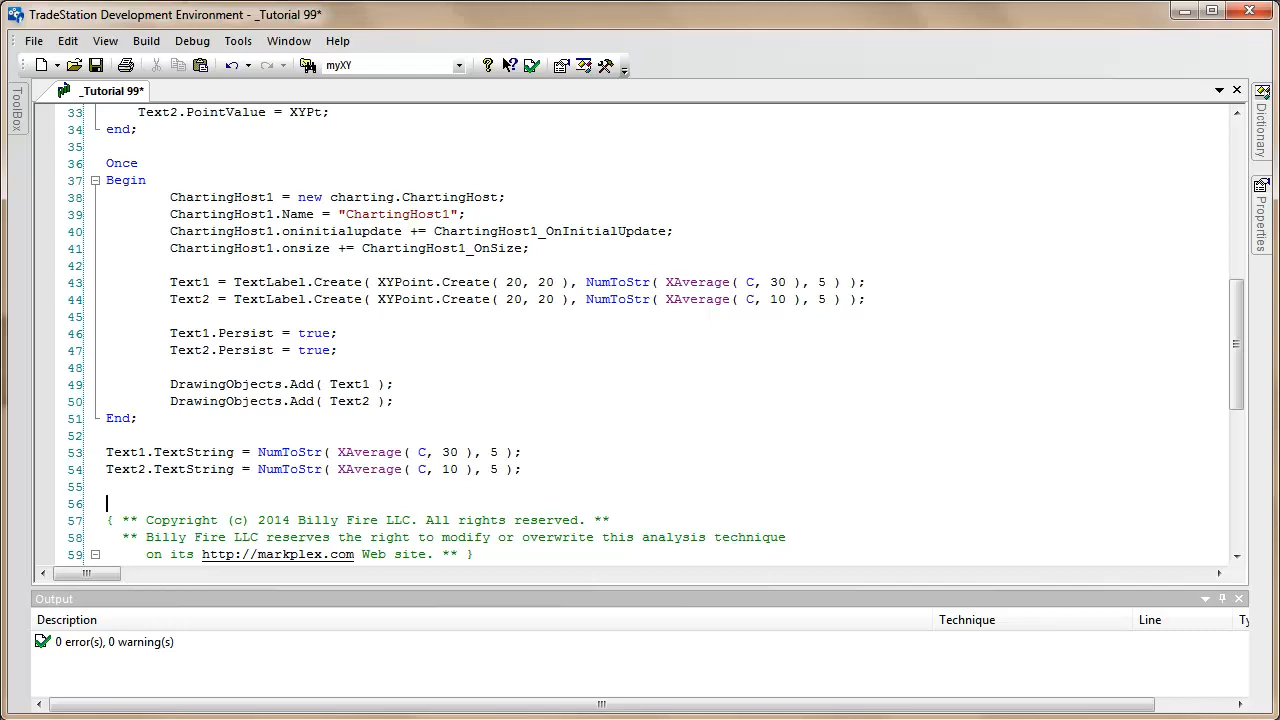 TradeStation Development Environment - _Tutorial 99*
File Edit View Build Debug Tools Window Help
myXY
_Tutorial 99*
ToolBox
Dictionary
Properties
33 Text2.PointValue = XYPt;
34 end;
35
36 Once
37 Begin
38 ChartingHost1 = new charting.ChartingHost;
39 ChartingHost1.Name = "ChartingHost1";
40 ChartingHost1.oninitialupdate += ChartingHost1_OnInitialUpdate;
41 ChartingHost1.onsize += ChartingHost1_OnSize;
42
43 Text1 = TextLabel.Create( XYPoint.Create( 20, 20 ), NumToStr( XAverage( C, 30 ), 5 ) );
44 Text2 = TextLabel.Create( XYPoint.Create( 20, 20 ), NumToStr( XAverage( C, 10 ), 5 ) );
45
46 Text1.Persist = true;
47 Text2.Persist = true;
48
49 DrawingObjects.Add( Text1 );
50 DrawingObjects.Add( Text2 );
51 End;
52
53 Text1.TextString = NumToStr( XAverage( C, 30 ), 5 );
54 Text2.TextString = NumToStr( XAverage( C, 10 ), 5 );
55
56
57 { ** Copyright (c) 2014 Billy Fire LLC. All rights reserved. **
58 ** Billy Fire LLC reserves the right to modify or overwrite this analysis technique
59 on its http://markplex.com Web site. ** }
Output
Description Technique Line Ty
0 error(s), 0 warning(s)